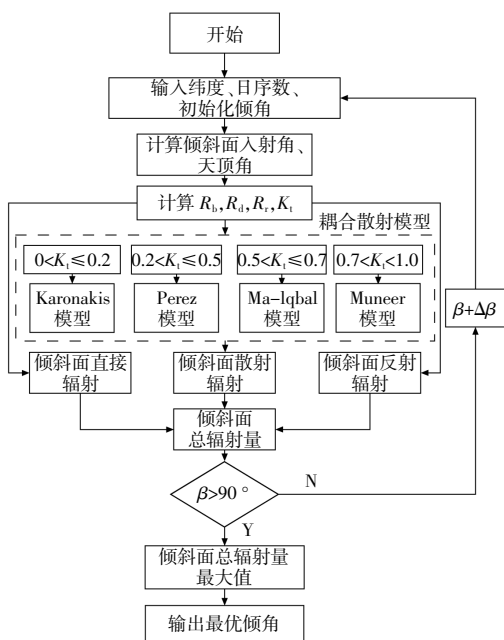 开始
输入纬度、日序数、
初始化倾角
计算倾斜面入射角、
天顶角
计算 Rb,Rd,Rr,Kt
耦合散射模型
0<Kt≤0.2
0.2<Kt≤0.5
0.5<Kt≤0.7
0.7<Kt<1.0
Karonakis
模型
Perez
模型
Ma-lqbal
模型
Muneer
模型
β+Δβ
倾斜面直接
辐射
倾斜面散射
辐射
倾斜面反射
辐射
倾斜面
总辐射量
β>90 °
N
Y
倾斜面总辐射量
最大值
输出最优倾角